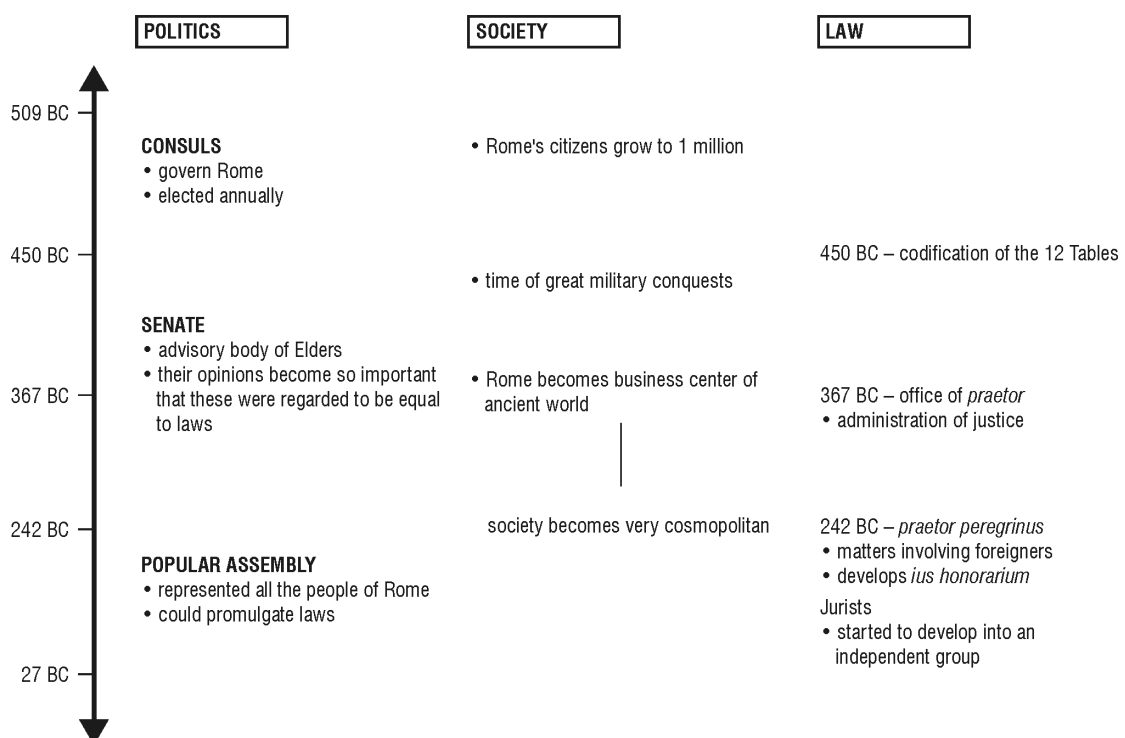 POLITICS
SOCIETY
LAW
509 BC
CONSULS
• govern Rome
• elected annually
• Rome's citizens grow to 1 million
450 BC
• time of great military conquests
450 BC – codification of the 12 Tables
SENATE
• advisory body of Elders
• their opinions become so important
that these were regarded to be equal
to laws
367 BC
• Rome becomes business center of
ancient world
367 BC – office of praetor
• administration of justice
242 BC
society becomes very cosmopolitan
242 BC – praetor peregrinus
• matters involving foreigners
• develops ius honorarium
POPULAR ASSEMBLY
• represented all the people of Rome
• could promulgate laws
Jurists
• started to develop into an
independent group
27 BC